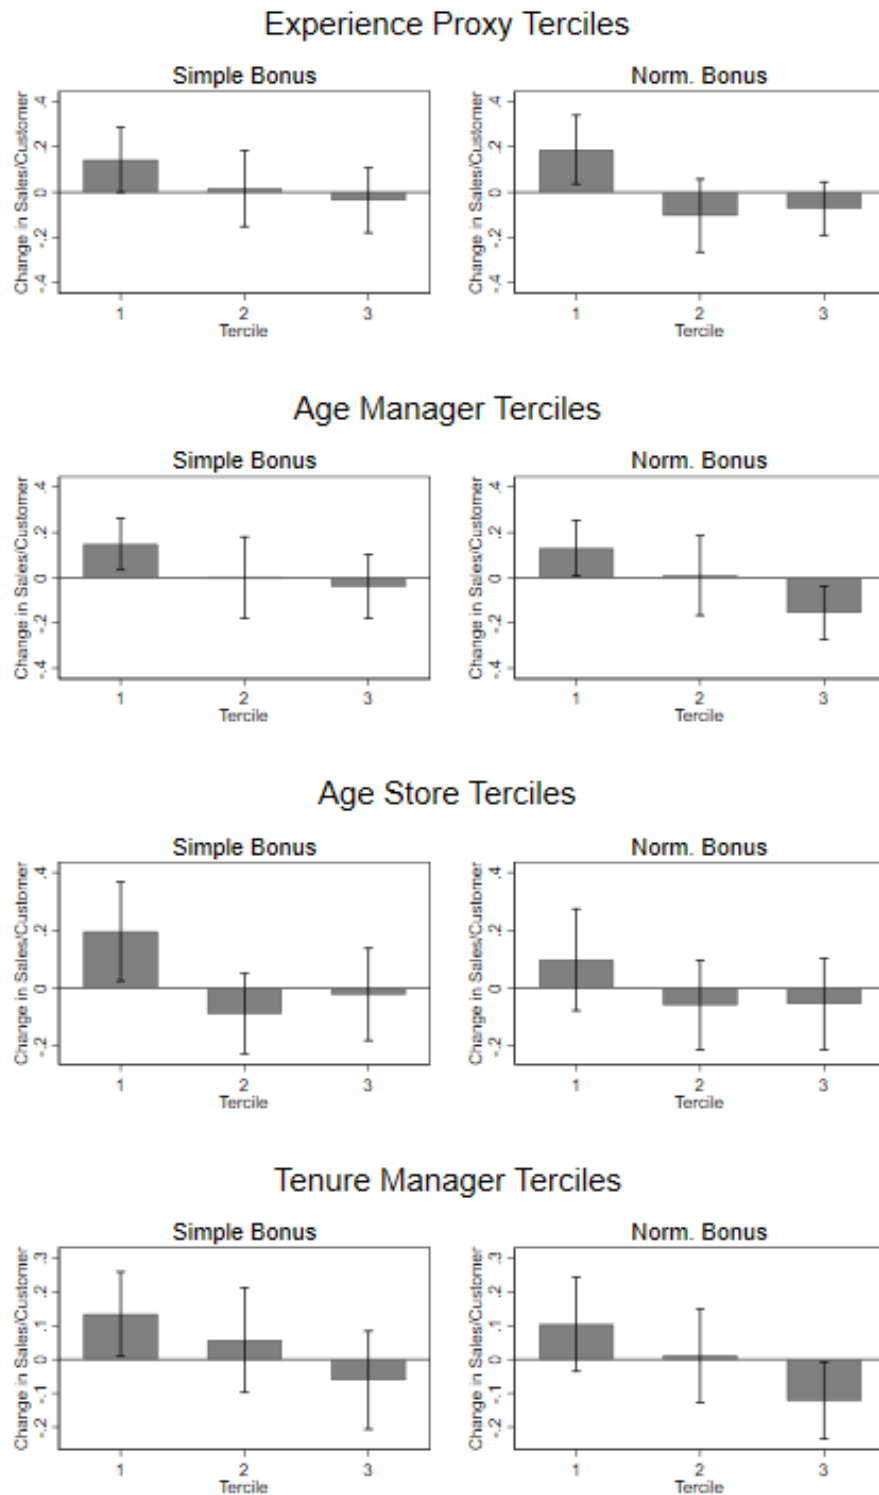 Experience Proxy Terciles
Simple Bonus
Change in Sales/Customer
.4
.2
0
-.2
-.4
1 2 3
Tercile
Norm. Bonus
Change in Sales/Customer
.4
.2
0
-.2
-.4
1 2 3
Tercile
Age Manager Terciles
Simple Bonus
Change in Sales/Customer
.4
.2
0
-.2
-.4
1 2 3
Tercile
Norm. Bonus
Change in Sales/Customer
.4
.2
0
-.2
-.4
1 2 3
Tercile
Age Store Terciles
Simple Bonus
Change in Sales/Customer
.4
.2
0
-.2
1 2 3
Tercile
Norm. Bonus
Change in Sales/Customer
.4
.2
0
-.2
1 2 3
Tercile
Tenure Manager Terciles
Simple Bonus
Change in Sales/Customer
.3
.2
.1
0
-.1
-.2
1 2 3
Tercile
Norm. Bonus
Change in Sales/Customer
.3
.2
.1
0
-.1
-.2
1 2 3
Tercile